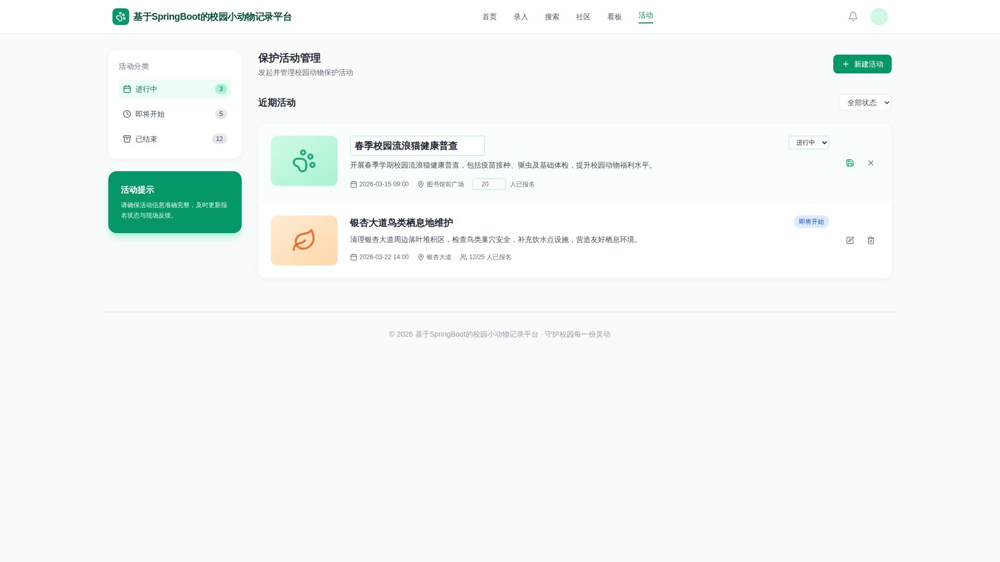 基于SpringBoot的校园小动物记录平台
首页 录入 搜索 社区 看板 活动
活动分类
进行中 3
即将开始 5
已结束 12
活动提示
请确保活动信息准确完整，及时更新报
名状态与现场反馈。
保护活动管理
发起并管理校园动物保护活动
新建活动
近期活动
全部状态
春季校园流浪猫健康普查
进行中
开展春季学期校园流浪猫健康普查，包括疫苗接种、驱虫及基础体检，提升校园动物福利水平。
2026-03-15 09:00 图书馆前广场 20 人已报名
银杏大道鸟类栖息地维护
即将开始
清理银杏大道周边落叶堆积区，检查鸟类巢穴安全，补充饮水点设施，营造友好栖息环境。
2026-03-22 14:00 银杏大道 12/25 人已报名
© 2026 基于SpringBoot的校园小动物记录平台 · 守护校园每一份灵动